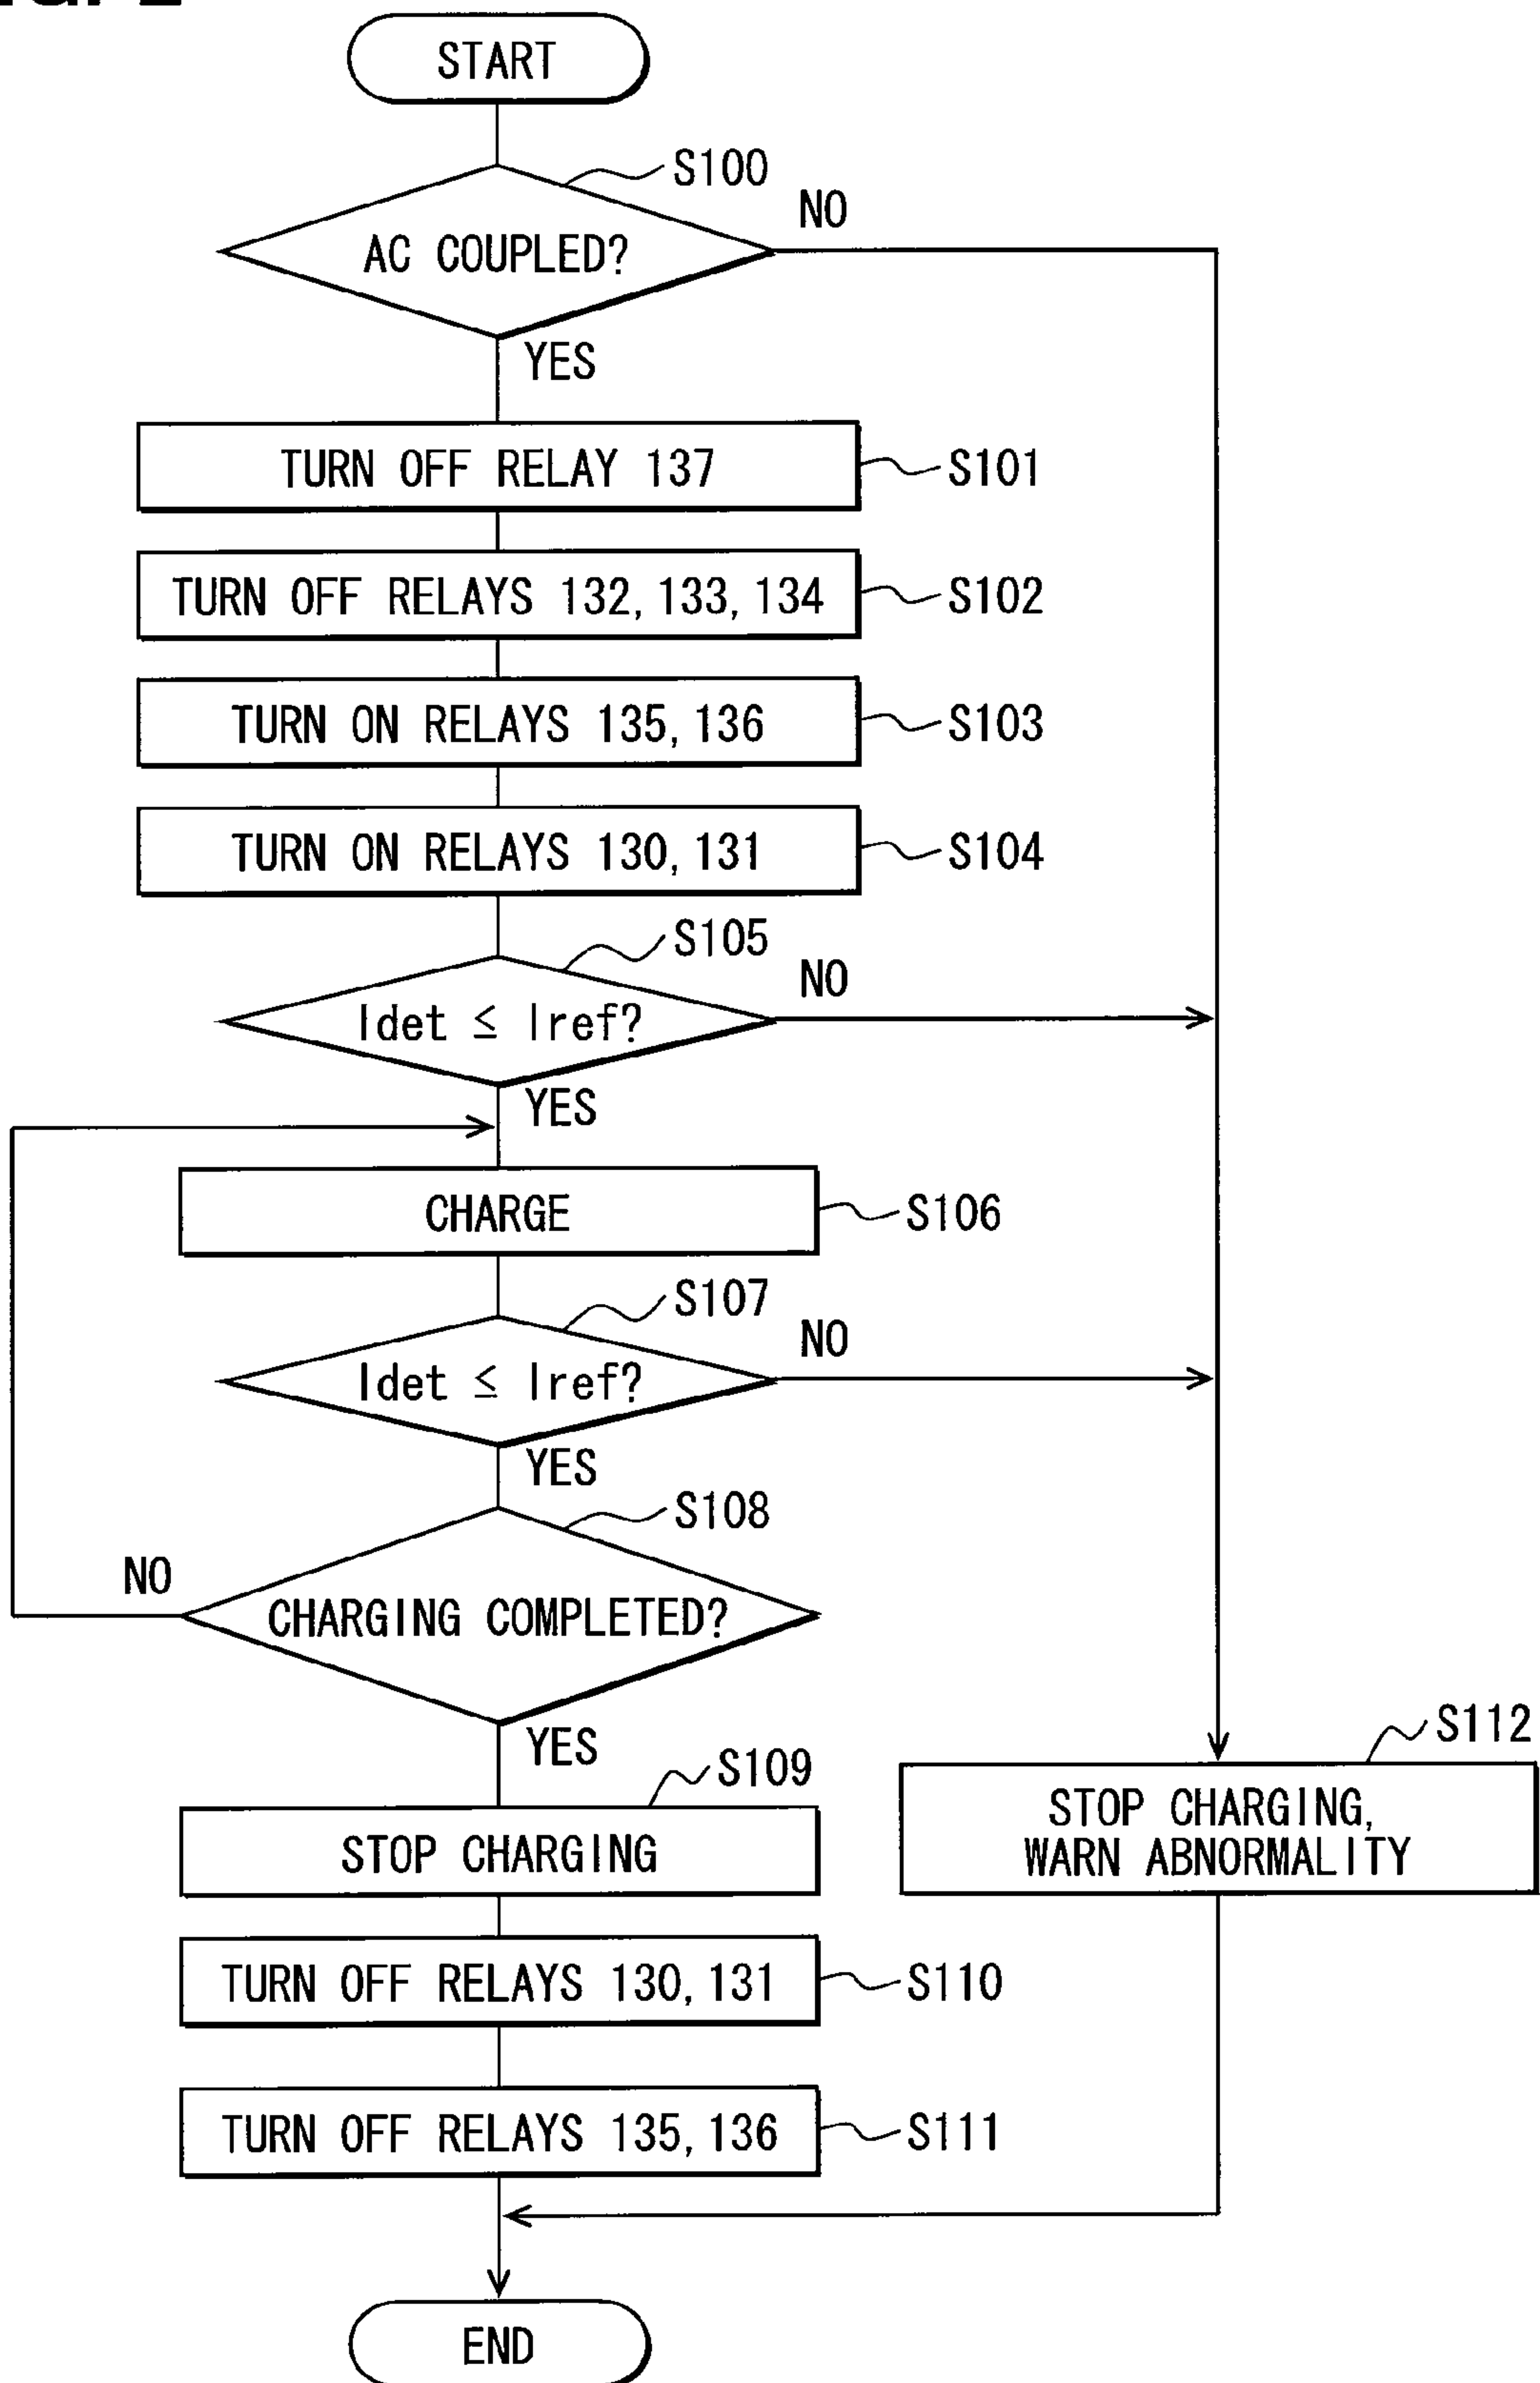 START
S100
AC COUPLED?
NO
YES
TURN OFF RELAY 137
S101
TURN OFF RELAYS 132, 133, 134
S102
TURN ON RELAYS 135, 136
S103
TURN ON RELAYS 130, 131
S104
S105
Idet ≤ Iref?
NO
YES
CHARGE
S106
S107
Idet ≤ Iref?
NO
YES
S108
NO
CHARGING COMPLETED?
YES
S109
STOP CHARGING
S112
STOP CHARGING,
WARN ABNORMALITY
TURN OFF RELAYS 130, 131
S110
TURN OFF RELAYS 135, 136
S111
END